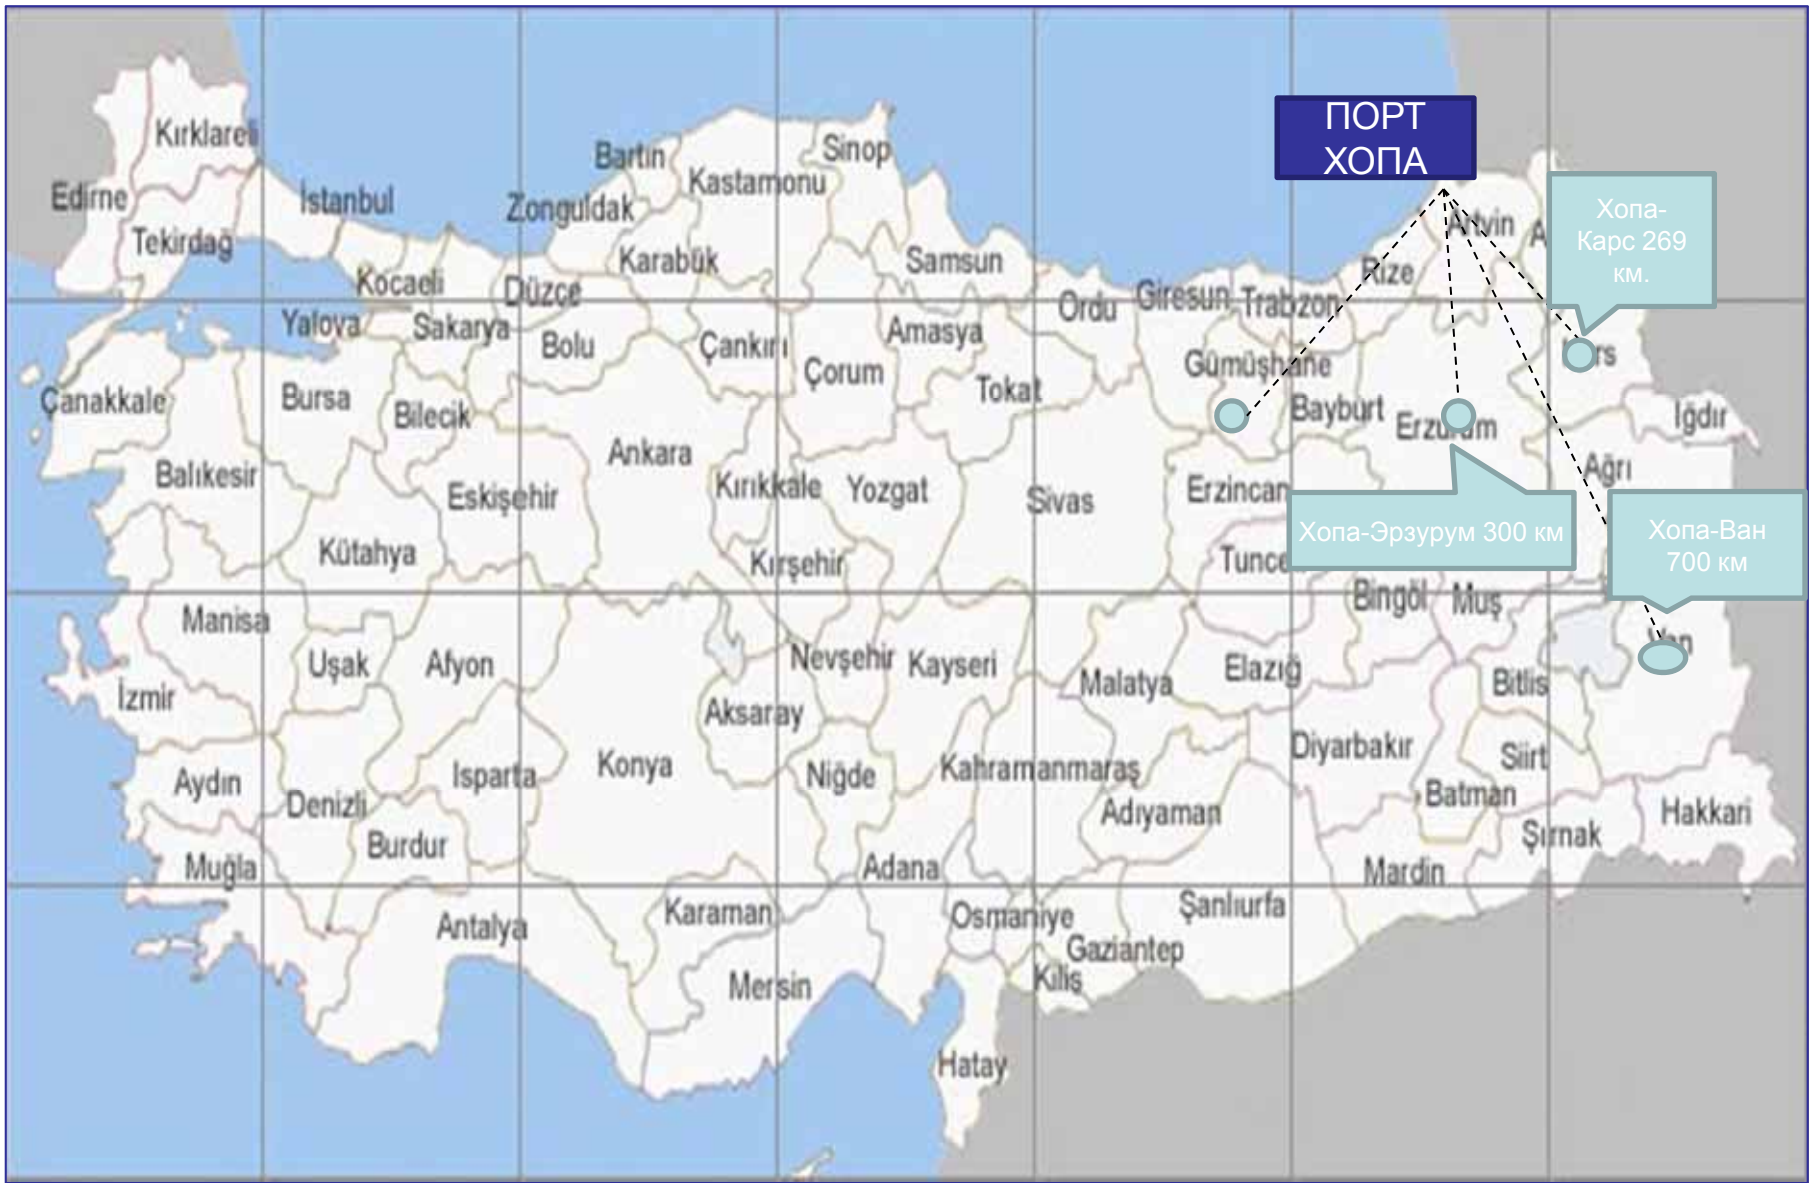 ПОРТ
ХОПА
Хопа-
Карс 269
км.
Хопа-Эрзурум 300 км
Хопа-Ван
700 км
Kırklareli
Edirne
Tekirdağ
İstanbul
Kocaeli
Yalova
Sakarya
Düzce
Bolu
Zonguldak
Bartın
Karabük
Kastamonu
Sinop
Çankırı
Samsun
Amasya
Çorum
Tokat
Ordu
Giresun
Trabzon
Gümüşhane
Bayburt
Rize
Artvin
Erzurum
Iğdır
Ağrı
Çanakkale
Bursa
Bilecik
Balıkesir
Kütahya
Eskişehir
Ankara
Kırıkkale
Yozgat
Kırşehir
Sivas
Erzincan
Bingöl
Muş
Van
Manisa
Uşak
Afyon
İzmir
Aksaray
Nevşehir
Kayseri
Malatya
Elazığ
Bitlis
Aydın
Denizli
Isparta
Konya
Niğde
Kahramanmaraş
Adıyaman
Diyarbakır
Batman
Siirt
Şırnak
Hakkari
Muğla
Burdur
Antalya
Karaman
Mersin
Adana
Osmaniye
Gaziantep
Kilis
Şanlıurfa
Mardin
Hatay